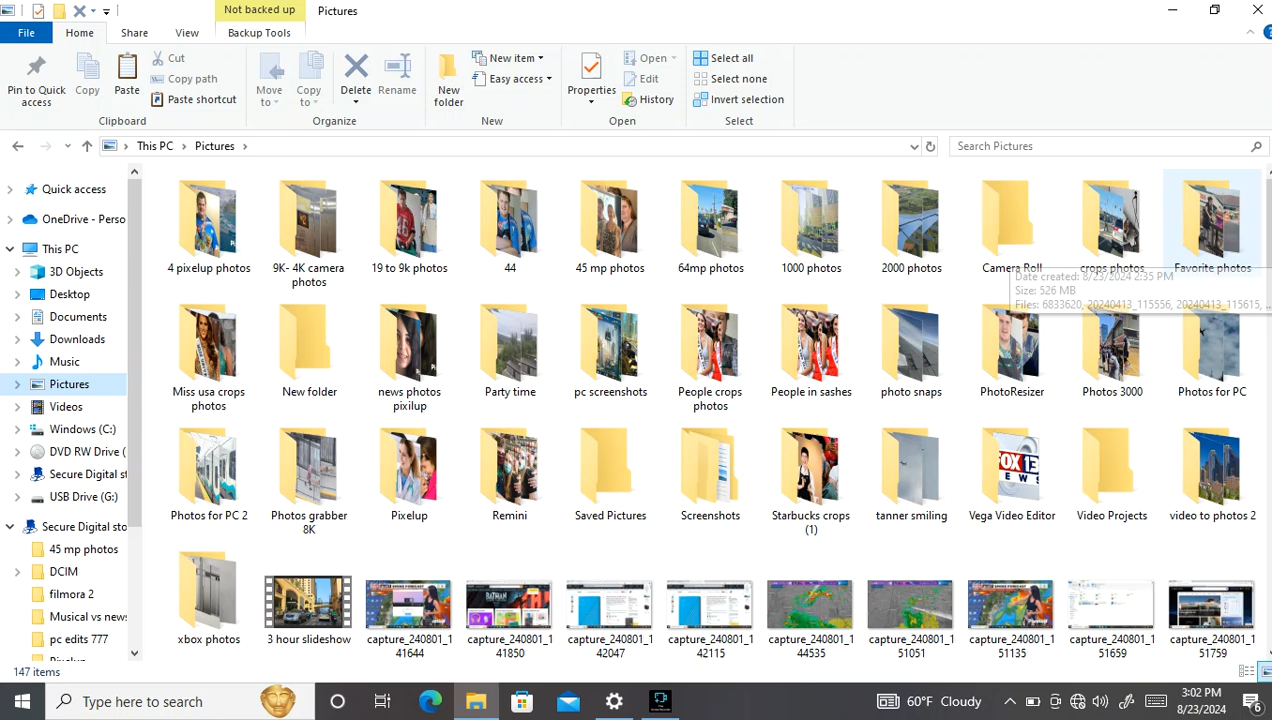 Not backed up
Pictures
File
Home
Share
View
Backup Tools
Pin to Quick access
Copy
Paste
Cut
Copy path
Paste shortcut
Move to
Copy to
Delete
Rename
New folder
New item
Easy access
Properties
Open
Edit
History
Select all
Select none
Invert selection
Clipboard
Organize
New
Open
Select
This PC
Pictures
Search Pictures
Quick access
OneDrive - Perso
This PC
3D Objects
Desktop
Documents
Downloads
Music
Pictures
Videos
Windows (C:)
DVD RW Drive (
Secure Digital st
USB Drive (G:)
Secure Digital sto
45 mp photos
DCIM
filmora 2
Musical vs news
pc edits 777
4 pixelup photos
9K- 4K camera photos
19 to 9k photos
44
45 mp photos
64mp photos
1000 photos
2000 photos
Camera Roll
crops photos
Favorite photos
Date created: 8/23/2024 2:35 PM
Size: 526 MB
Files: 6833620, 20240413_115556, 20240413_115615, ...
Miss usa crops photos
New folder
news photos pixilup
Party time
pc screenshots
People crops photos
People in sashes
photo snaps
PhotoResizer
Photos 3000
Photos for PC
FOX 13
NEWS
Photos for PC 2
Photos grabber 8K
Pixelup
Remini
Saved Pictures
Screenshots
Starbucks crops (1)
tanner smiling
Vega Video Editor
Video Projects
video to photos 2
BATMAN
xbox photos
3 hour slideshow
capture_240801_141644
capture_240801_141850
capture_240801_142047
capture_240801_142115
capture_240801_144535
capture_240801_151051
capture_240801_151135
capture_240801_151659
capture_240801_151759
147 items
Type here to search
60°F Cloudy
3:02 PM
8/23/2024
6